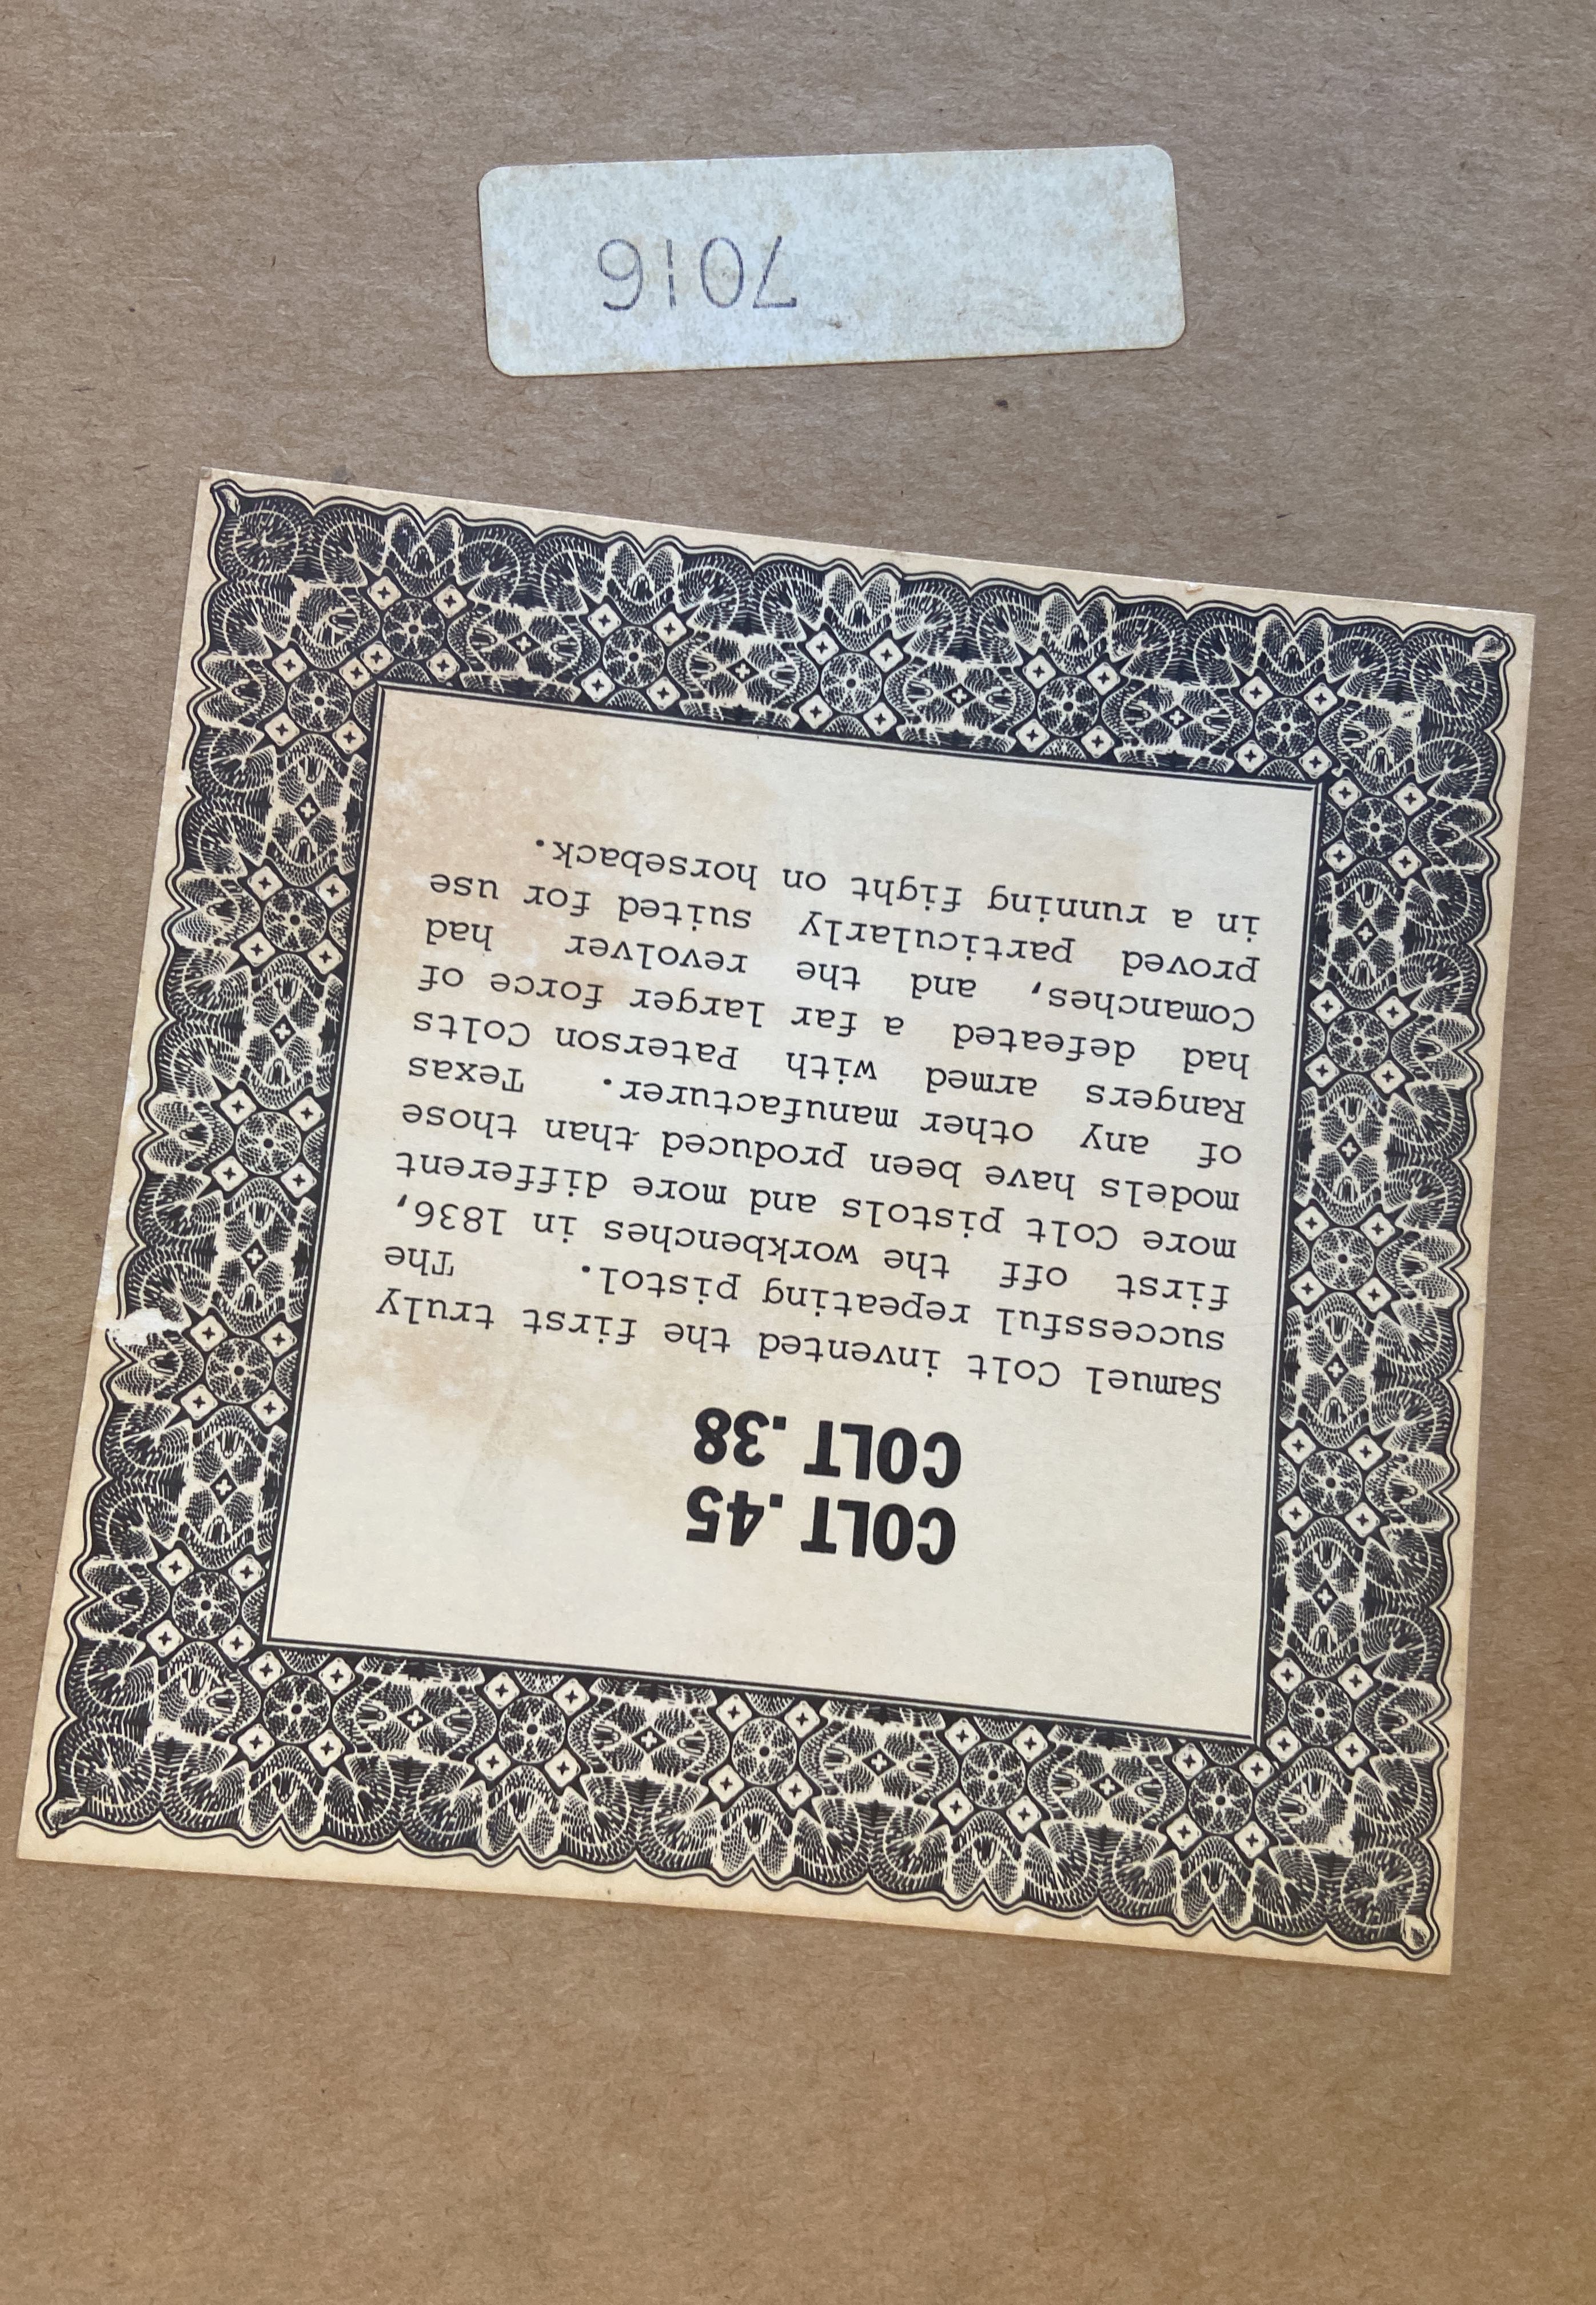 COLT .45
COLT .38
Samuel Colt invented the first truly
successful repeating pistol. The
first off the workbenches in 1836,
more Colt pistols and more different
models have been produced than those
of any other manufacturer. Texas
Rangers armed with Paterson Colts
had defeated a far larger force of
Comanches, and the revolver had
proved particularly suited for use
in a running fight on horseback.
7016